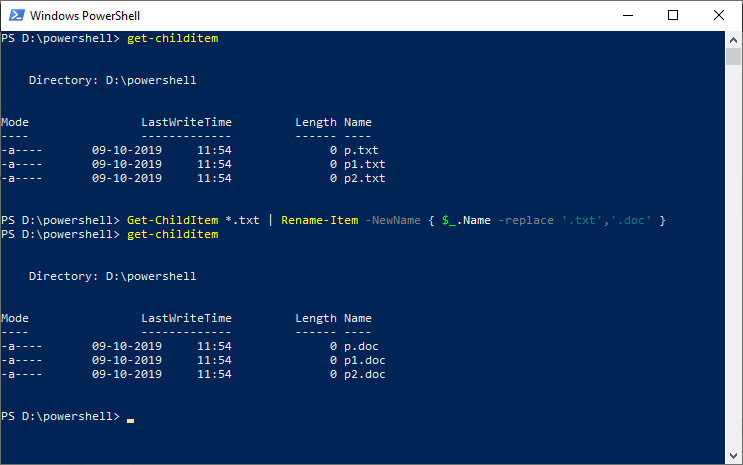 Windows PowerShell
PS D:\powershell> get-childitem
Directory: D:\powershell
Mode                LastWriteTime         Length Name
----                -------------         ------ ----
-a----       09-10-2019     11:54              0 p.txt
-a----       09-10-2019     11:54              0 p1.txt
-a----       09-10-2019     11:54              0 p2.txt
PS D:\powershell> Get-ChildItem *.txt | Rename-Item -NewName { $_.Name -replace '.txt','.doc' }
PS D:\powershell> get-childitem
Directory: D:\powershell
Mode                LastWriteTime         Length Name
----                -------------         ------ ----
-a----       09-10-2019     11:54              0 p.doc
-a----       09-10-2019     11:54              0 p1.doc
-a----       09-10-2019     11:54              0 p2.doc
PS D:\powershell>